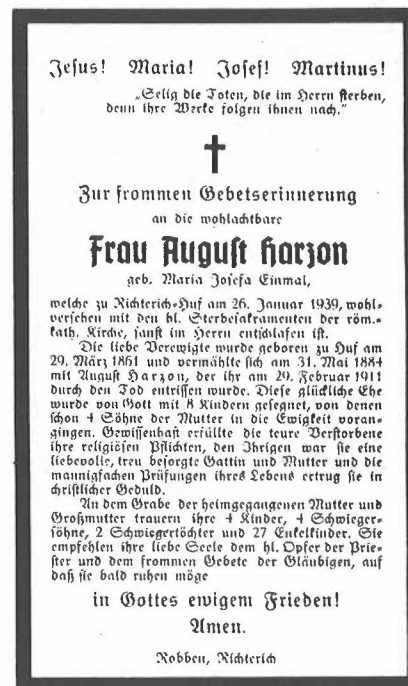 Jesus! Maria! Josef! Martinus!
„Selig die Toten, die im Herrn sterben,
denn ihre Werke folgen ihnen nach.“
Zur frommen Gebetserinnerung
an die wohlachtbare
Frau August Harzon
geb. Maria Josefa Einmal,
welche zu Richterich-Huf am 26. Januar 1939, wohl-
versehen mit den hl. Sterbesakramenten der röm.-
kath. Kirche, sanft im Herrn entschlafen ist.
Die liebe Verewigte wurde geboren zu Huf am
29. März 1861 und vermählte sich am 31. Mai 1884
mit August Harzon, der ihr am 29. Februar 1911
durch den Tod entrissen wurde. Diese glückliche Ehe
wurde von Gott mit 8 Kindern gesegnet, von denen
schon 4 Söhne der Mutter in die Ewigkeit voran-
gingen. Gewissenhaft erfüllte die teure Verstorbene
ihre religiösen Pflichten, den Ihrigen war sie eine
liebevolle, treu besorgte Gattin und Mutter und die
mannigfachen Prüfungen ihres Lebens ertrug sie in
christlicher Geduld.
An dem Grabe der heimgegangenen Mutter und
Großmutter trauern ihre 4 Kinder, 4 Schwieger-
söhne, 2 Schwiegertöchter und 27 Enkelkinder. Sie
empfehlen ihre liebe Seele dem hl. Opfer der Prie-
ster und dem frommen Gebete der Gläubigen, auf
daß sie bald ruhen möge
in Gottes ewigem Frieden!
Amen.
Robben, Richterich